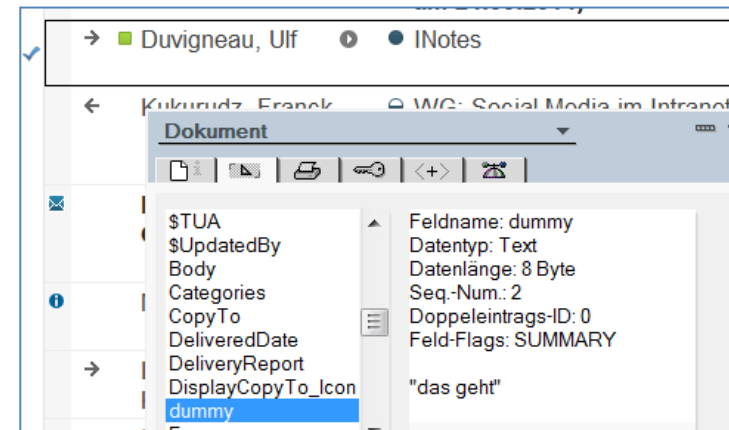 Duvigneau, Ulf INotes
Kukurudz, Franck WG: Social Media im Intranet
Dokument
$TUA
$UpdatedBy
Body
Categories
CopyTo
DeliveredDate
DeliveryReport
DisplayCopyTo_Icon
dummy
Feldname: dummy
Datentyp: Text
Datenlänge: 8 Byte
Seq.-Num.: 2
Doppeleintrags-ID: 0
Feld-Flags: SUMMARY
"das geht"